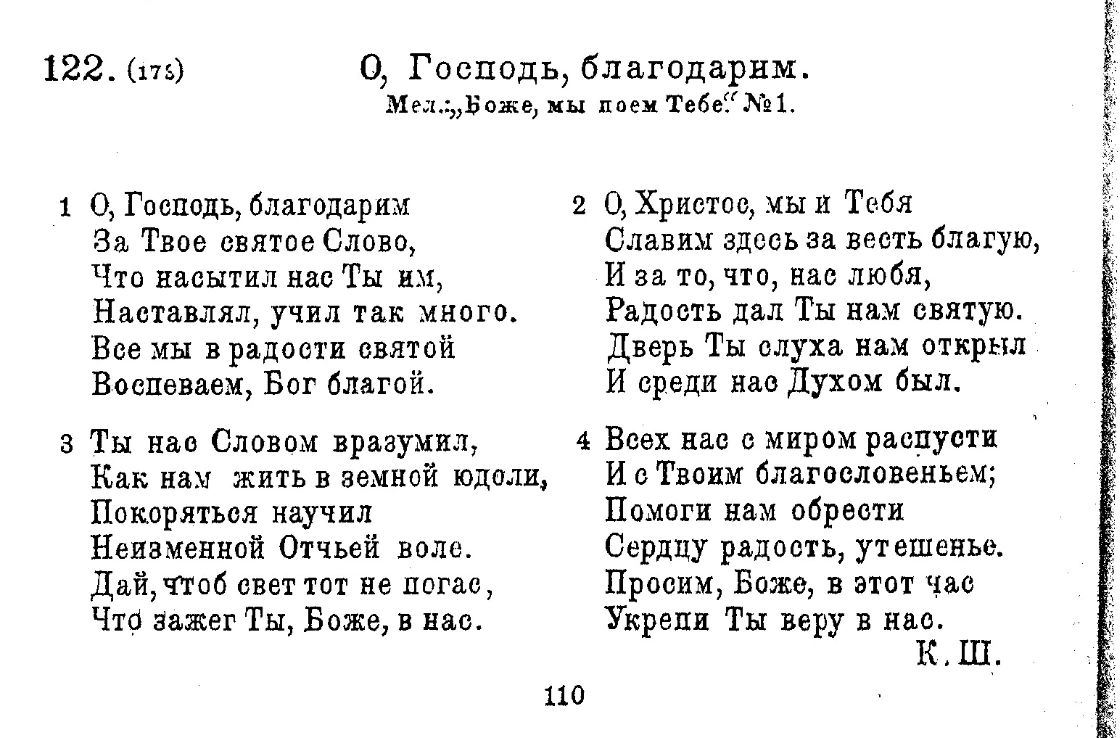 122. (175)
О, Господь, благодарим.
Мел.: „Боже, мы поем Тебе." №1.
1 О, Господь, благодарим
За Твое святое Слово,
Что насытил нас Ты им,
Наставлял, учил так много.
Все мы в радости святой
Воспеваем, Бог благой.
2 О, Христос, мы и Тебя
Славим здесь за весть благую,
И за то, что, нас любя,
Радость дал Ты нам святую.
Дверь Ты слуха нам открыл
И среди нас Духом был.
3 Ты нас Словом вразумил,
Как нам жить в земной юдоли,
Покоряться научил
Неизменной Отчьей воле.
Дай, чтоб свет тот не погас,
Что зажег Ты, Боже, в нас.
4 Всех нас с миром распусти
И с Твоим благословеньем;
Помоги нам обрести
Сердцу радость, утешенье.
Просим, Боже, в этот час
Укрепи Ты веру в нас.
К. Ш.
110